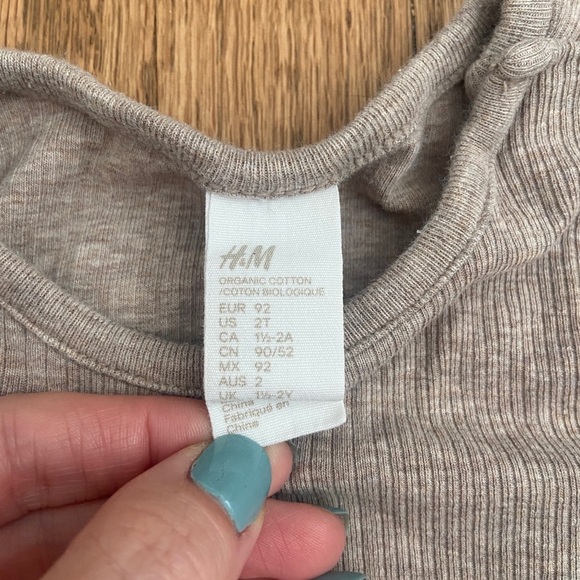 H&M
ORGANIC COTTON
/COTON BIOLOGIQUE
EUR 92
US 2T
CA 1½-2A
CN 90/52
MX 92
AUS 2
UK 1½-2Y
China
Fabriqué en
Chine